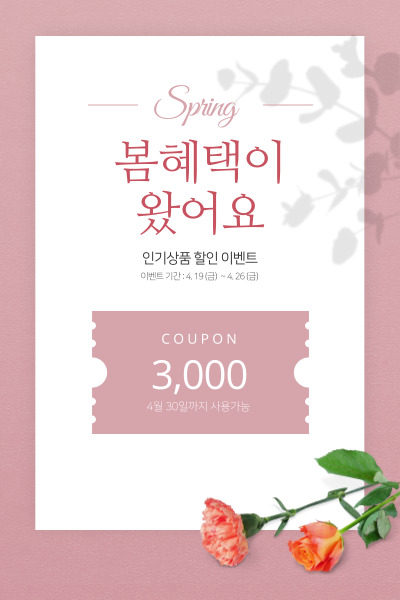 Spring
봄혜택이
왔어요
인기상품 할인 이벤트
이벤트 기간 : 4. 19 (금) ~ 4. 26 (금)
COUPON
3,000
4월 30일까지 사용가능